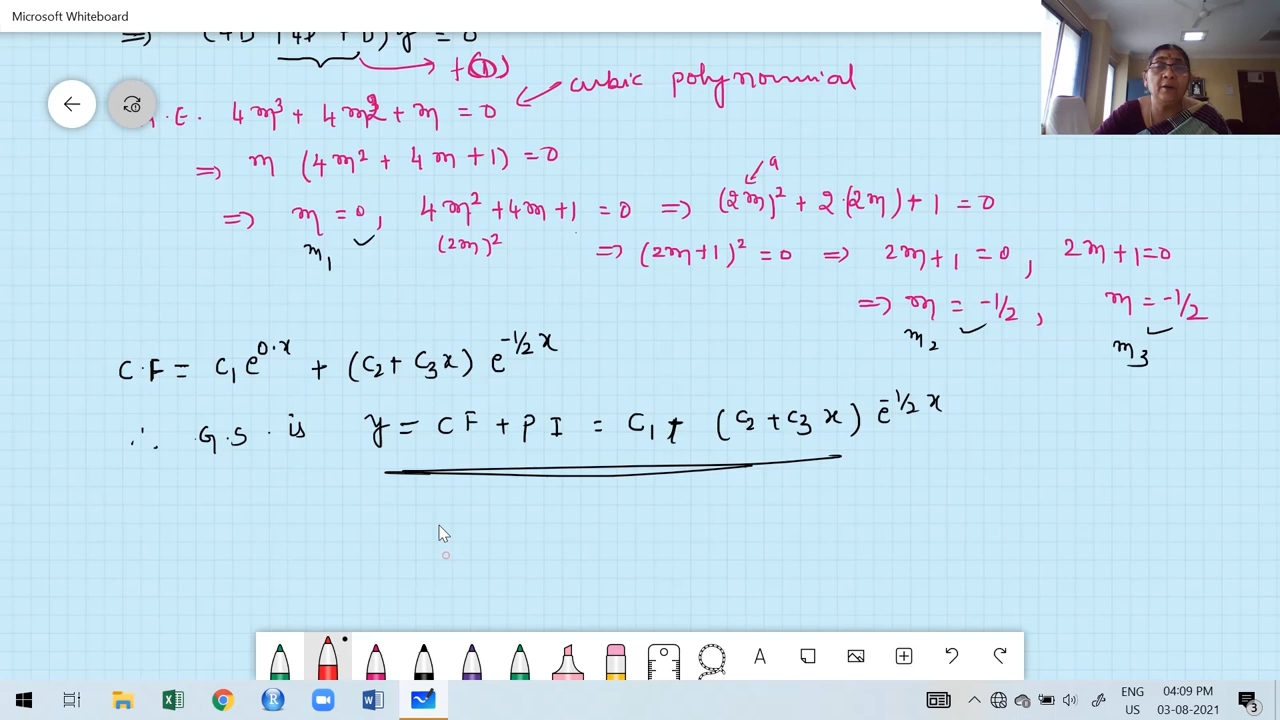 Microsoft Whiteboard
f(D)
cubic polynomial
.E. 4m³ + 4m² + m = 0
⇒ m (4m² + 4m + 1) = 0
a
⇒ m = 0, 4m² + 4m + 1 = 0 ⇒ (2m)² + 2·(2m) + 1 = 0
m₁ (2m)² ⇒ (2m+1)² = 0 ⇒ 2m+1 = 0, 2m+1=0
⇒ m = -1/2, m = -1/2
m₂ m₃
C.F = C₁e^{0.x} + (C₂ + C₃x) e^{-1/2 x}
∴ G.S. is y = CF + PI = C₁ + (C₂ + C₃x) e^{-1/2 x}
ENG
US
04:09 PM
03-08-2021
3